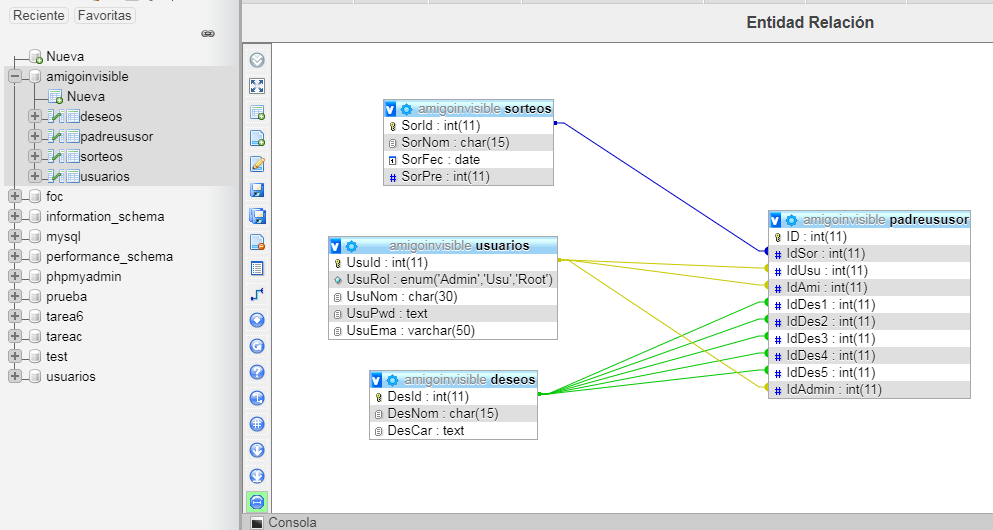 Reciente
Favoritas
Nueva
amigoinvisible
Nueva
deseos
padreususor
sorteos
usuarios
foc
information_schema
mysql
performance_schema
phpmyadmin
prueba
tarea6
tareac
test
usuarios
Entidad Relación
amigoinvisible sorteos
SorId : int(11)
SorNom : char(15)
SorFec : date
SorPre : int(11)
amigoinvisible usuarios
UsuId : int(11)
UsuRol : enum('Admin','Usu','Root')
UsuNom : char(30)
UsuPwd : text
UsuEma : varchar(50)
amigoinvisible deseos
DesId : int(11)
DesNom : char(15)
DesCar : text
amigoinvisible padreususor
ID : int(11)
IdSor : int(11)
IdUsu : int(11)
IdAmi : int(11)
IdDes1 : int(11)
IdDes2 : int(11)
IdDes3 : int(11)
IdDes4 : int(11)
IdDes5 : int(11)
IdAdmin : int(11)
Consola